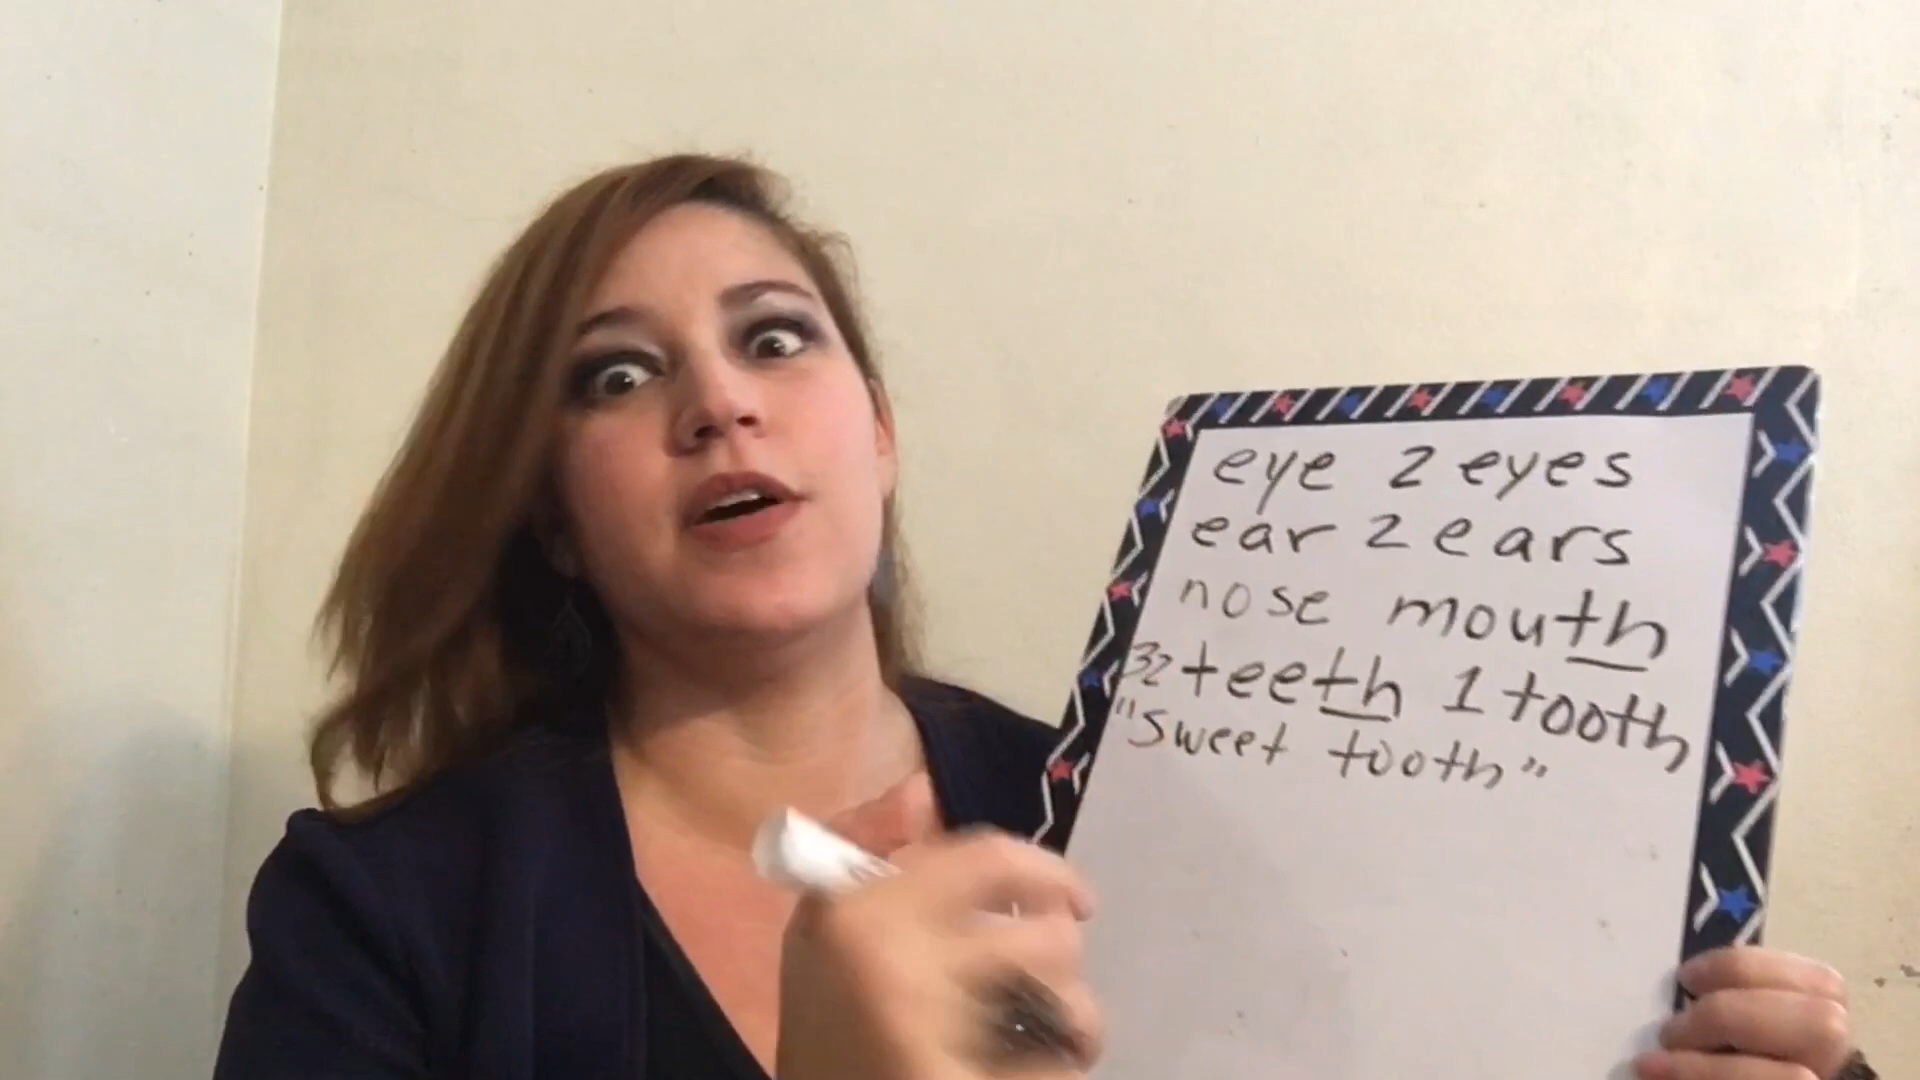 eye 2 eyes
ear 2 ears
nose mouth
32 teeth 1 tooth
"Sweet tooth"